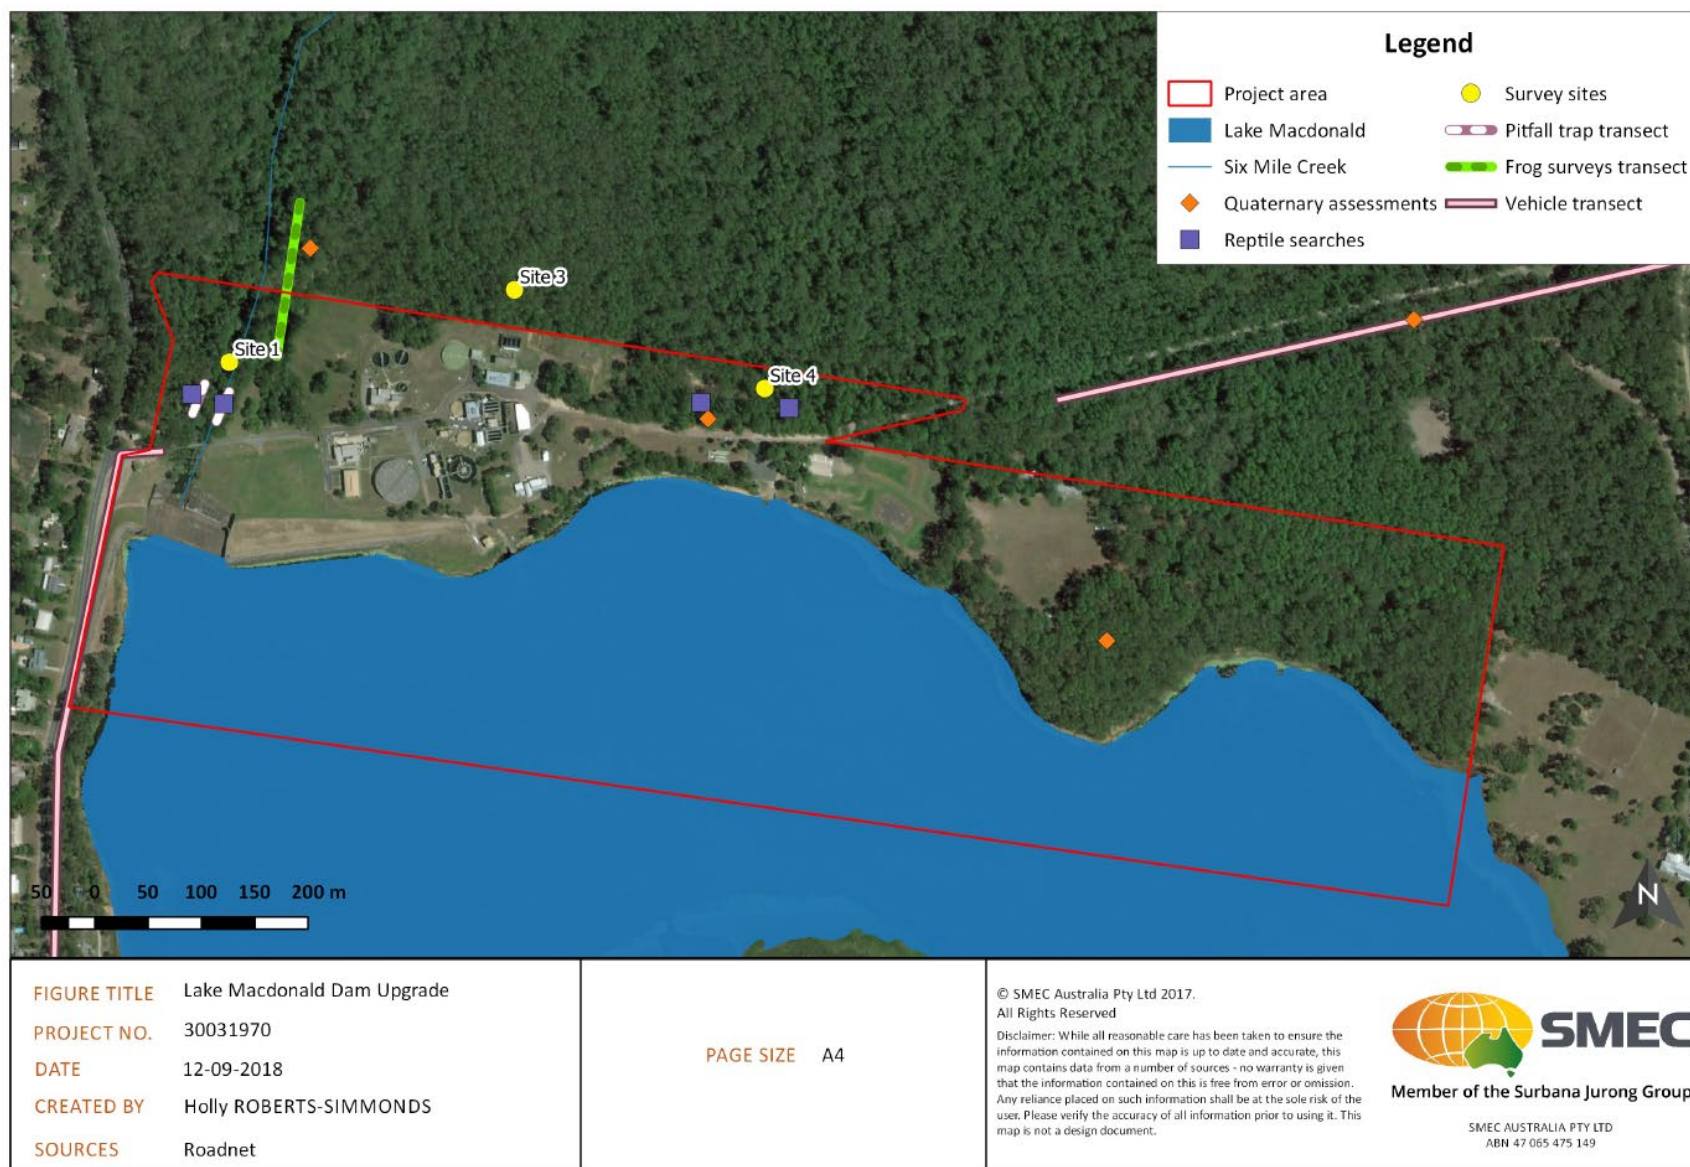 Legend
Project area
Lake Macdonald
Six Mile Creek
Quaternary assessments
Reptile searches
Survey sites
Pitfall trap transect
Frog surveys transect
Vehicle transect
Site 3
Site 1
Site 4
50 0 50 100 150 200 m
N
FIGURE TITLE Lake Macdonald Dam Upgrade
PROJECT NO. 30031970
DATE 12-09-2018
CREATED BY Holly ROBERTS-SIMMONDS
SOURCES Roadnet
PAGE SIZE A4
© SMEC Australia Pty Ltd 2017.
All Rights Reserved
Disclaimer: While all reasonable care has been taken to ensure the
information contained on this map is up to date and accurate, this
map contains data from a number of sources - no warranty is given
that the information contained on this is free from error or omission.
Any reliance placed on such information shall be at the sole risk of the
user. Please verify the accuracy of all information prior to using it. This
map is not a design document.
SMEC
Member of the Surbana Jurong Group
SMEC AUSTRALIA PTY LTD
ABN 47 065 475 149